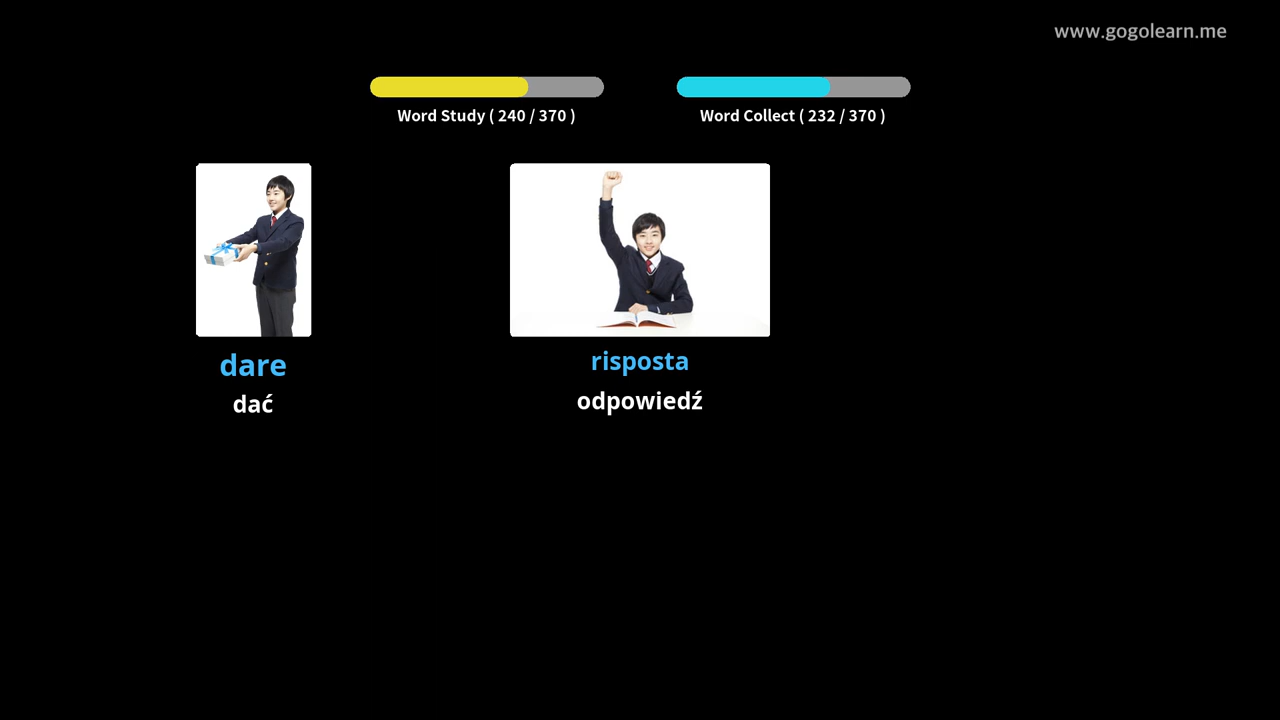 www.gogolearn.me
Word Study ( 240 / 370 )
Word Collect ( 232 / 370 )
dare
dać
risposta
odpowiedź